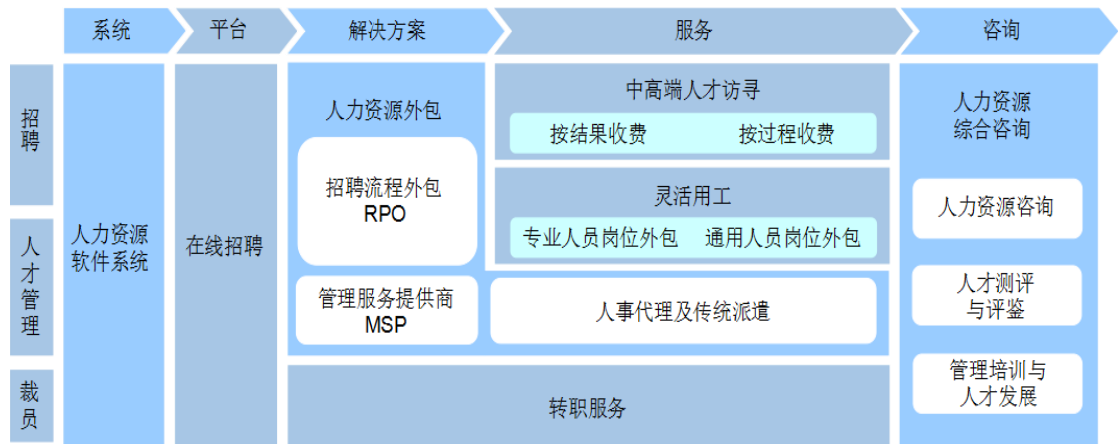 系统
平台
解决方案
服务
咨询
招
聘
人
才
管
理
裁
员
人力资源
软件系统
在线招聘
人力资源外包
招聘流程外包
RPO
管理服务提供商
MSP
中高端人才访寻
按结果收费
按过程收费
灵活用工
专业人员岗位外包
通用人员岗位外包
人事代理及传统派遣
转职服务
人力资源
综合咨询
人力资源咨询
人才测评
与评鉴
管理培训与
人才发展